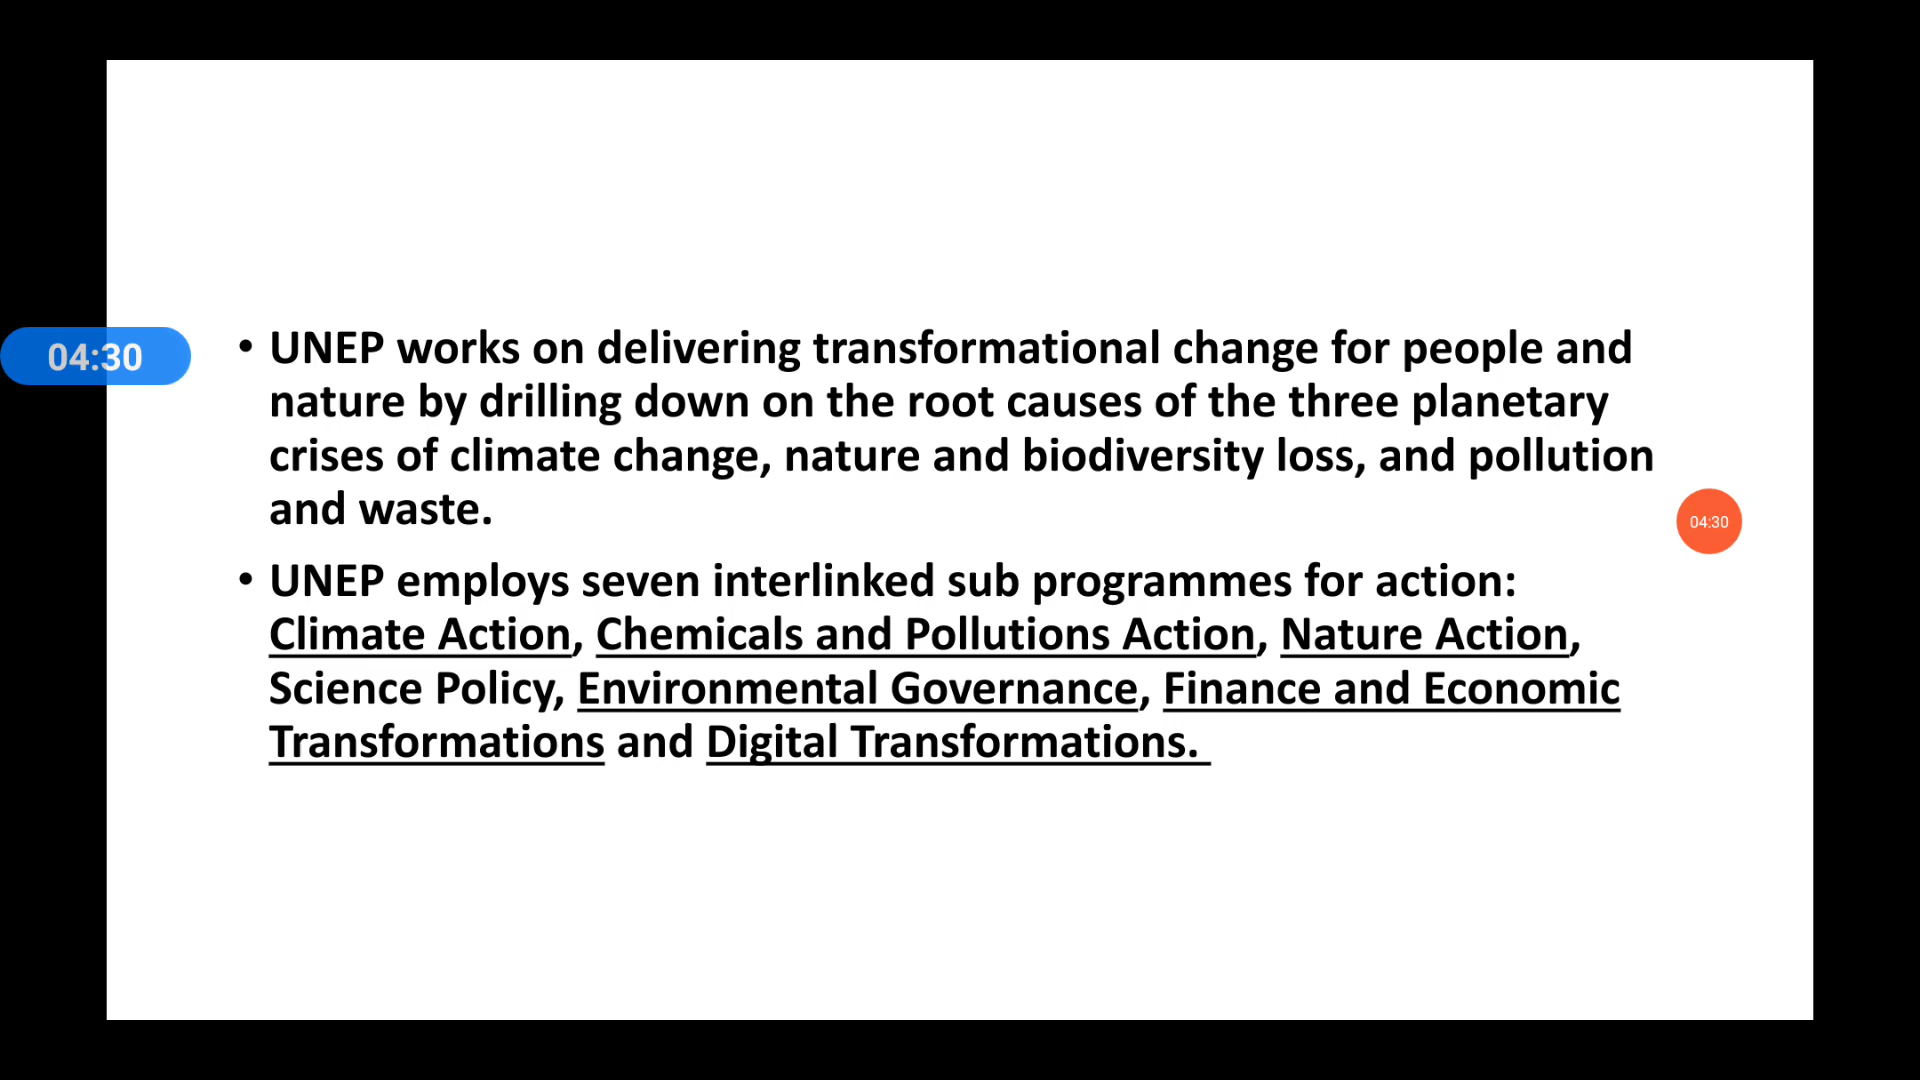 • UNEP works on delivering transformational change for people and
nature by drilling down on the root causes of the three planetary
crises of climate change, nature and biodiversity loss, and pollution
and waste.
• UNEP employs seven interlinked sub programmes for action:
Climate Action, Chemicals and Pollutions Action, Nature Action,
Science Policy, Environmental Governance, Finance and Economic
Transformations and Digital Transformations.
04:30
04:30